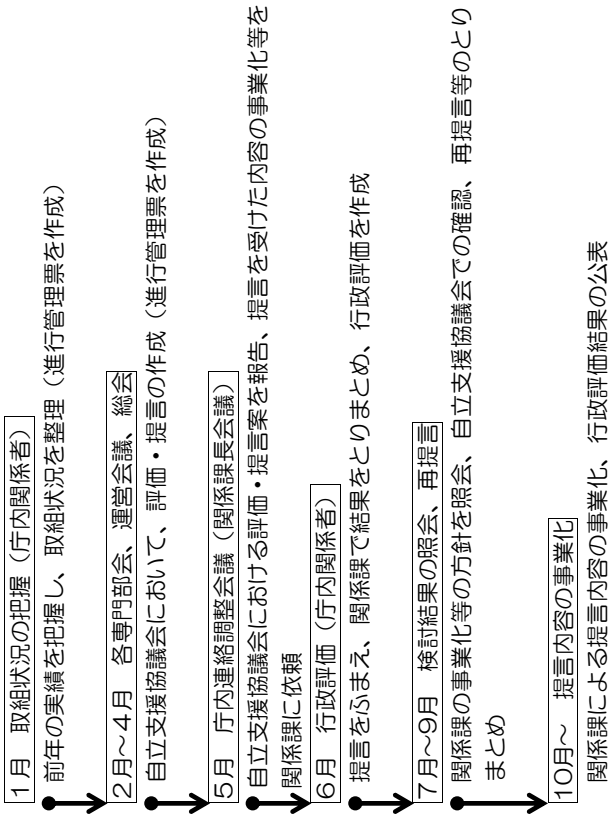 1月　取組状況の把握（庁内関係者）
前年の実績を把握し、取組状況を整理（進行管理票を作成）
2月～4月　各専門部会、運営会議、総会
自立支援協議会において、評価・提言の作成（進行管理票を作成）
5月　庁内連絡調整会議（関係課長会議）
自立支援協議会における評価・提言案を報告、提言を受けた内容の事業化等を
関係課に依頼
6月　行政評価（庁内関係者）
提言をふまえ、関係課で結果をとりまとめ、行政評価を作成
7月～9月　検討結果の照会、再提言
関係課の事業化等の方針を照会、自立支援協議会での確認、再提言等のとり
まとめ
10月～　提言内容の事業化
関係課による提言内容の事業化、行政評価結果の公表